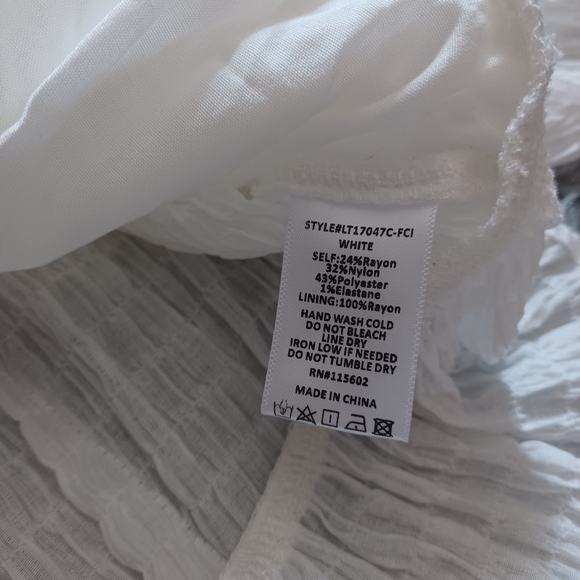 STYLE#LT17047C-FCI
WHITE
SELF:24%Rayon
32%Nylon
43%Polyester
1%Elastane
LINING:100%Rayon
HAND WASH COLD
DO NOT BLEACH
LINE DRY
IRON LOW IF NEEDED
DO NOT TUMBLE DRY
RN#115602
MADE IN CHINA